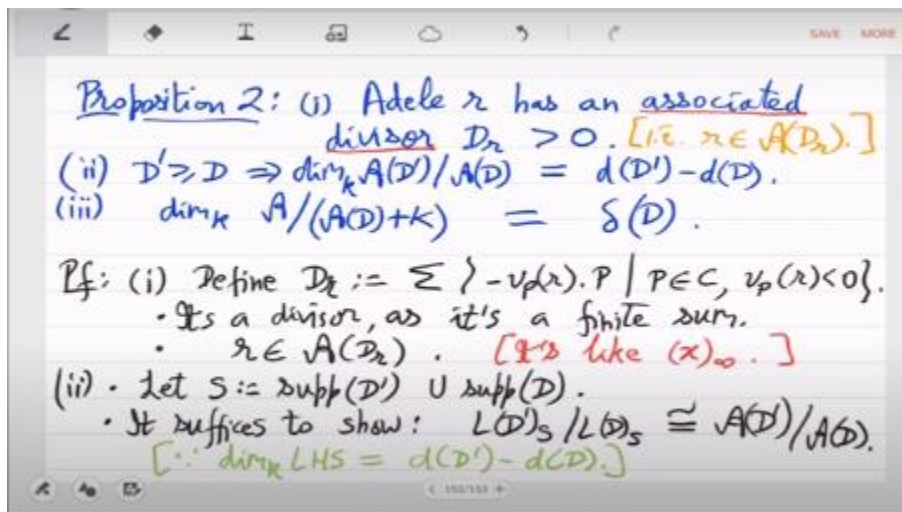 SAVE MORE
Proposition 2: (i) Adele r has an associated
divisor D_r > 0. [i.e. r ∈ A(D_r).]
(ii) D' ≥ D ⇒ dim_k A(D')/A(D) = d(D') - d(D).
(iii) dim_k A/(A(D)+K) = δ(D).
Pf: (i) Define D_r := Σ {-v_p(r).P | P∈C, v_p(r)<0}.
· Its a divisor, as it's a finite sum.
· r ∈ A(D_r). [It's like (x)_∞.]
(ii) · Let S := supp(D') ∪ supp(D).
· It suffices to show: L(D')_S / L(D)_S ≅ A(D')/A(D).
[∵ dim_k LHS = d(D') - d(D).]